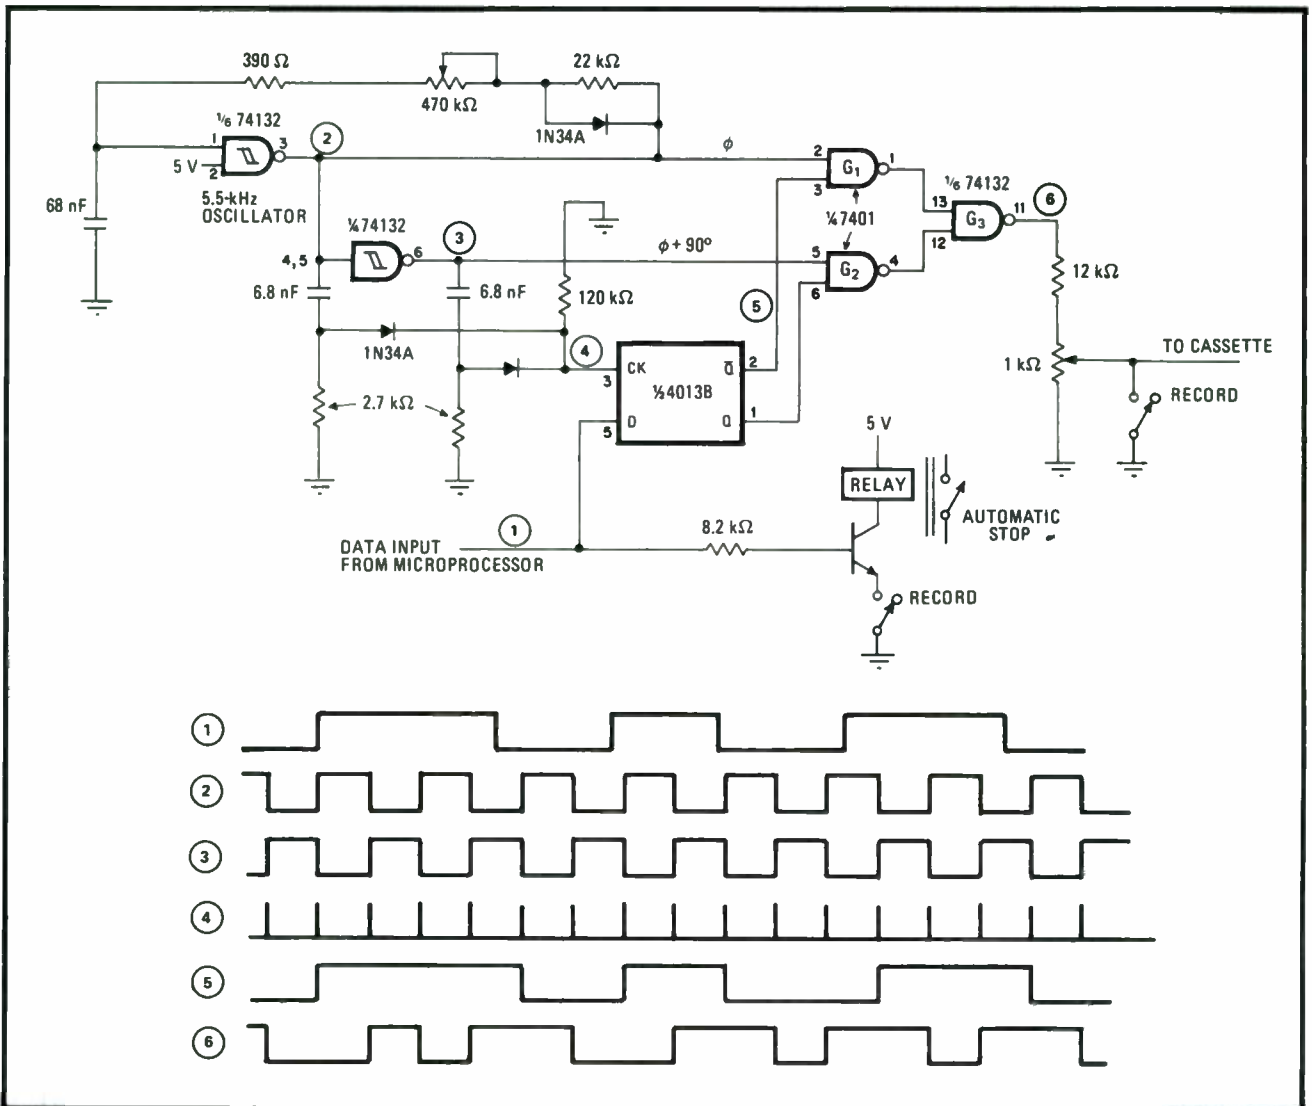 390 Ω
470 kΩ
22 kΩ
1N34A
1/6 74132
1
3
2
5 V
2
5.5-kHz
OSCILLATOR
68 nF
ϕ
2
3
G1
1
1/4 7401
1/6 74132
13
12
G3
11
6
1/4 74132
4, 5
6
3
ϕ + 90°
5
6
G2
4
6.8 nF
6.8 nF
120 kΩ
12 kΩ
1N34A
4
5
3
CK
Q̅
2
1/2 4013B
5
D
Q
1
1 kΩ
TO CASSETTE
RECORD
2.7 kΩ
5 V
RELAY
AUTOMATIC
STOP
1
DATA INPUT
FROM MICROPROCESSOR
8.2 kΩ
RECORD
1
2
3
4
5
6